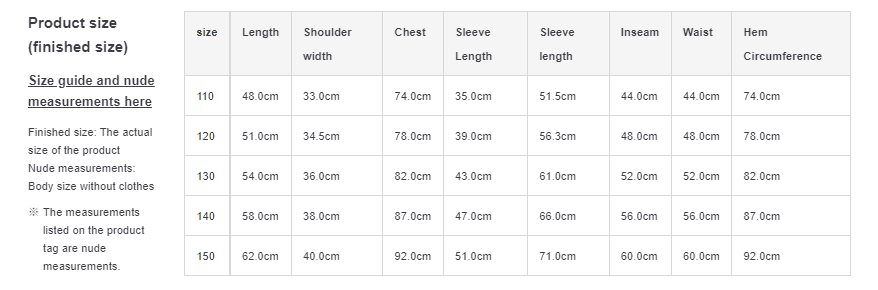 Product size
(finished size)
Size guide and nude
measurements here
Finished size: The actual
size of the product
Nude measurements:
Body size without clothes
※ The measurements
listed on the product
tag are nude
measurements.
size Length Shoulder width Chest Sleeve Length Sleeve length Inseam Waist Hem Circumference
110 48.0cm 33.0cm 74.0cm 35.0cm 51.5cm 44.0cm 44.0cm 74.0cm
120 51.0cm 34.5cm 78.0cm 39.0cm 56.3cm 48.0cm 48.0cm 78.0cm
130 54.0cm 36.0cm 82.0cm 43.0cm 61.0cm 52.0cm 52.0cm 82.0cm
140 58.0cm 38.0cm 87.0cm 47.0cm 66.0cm 56.0cm 56.0cm 87.0cm
150 62.0cm 40.0cm 92.0cm 51.0cm 71.0cm 60.0cm 60.0cm 92.0cm